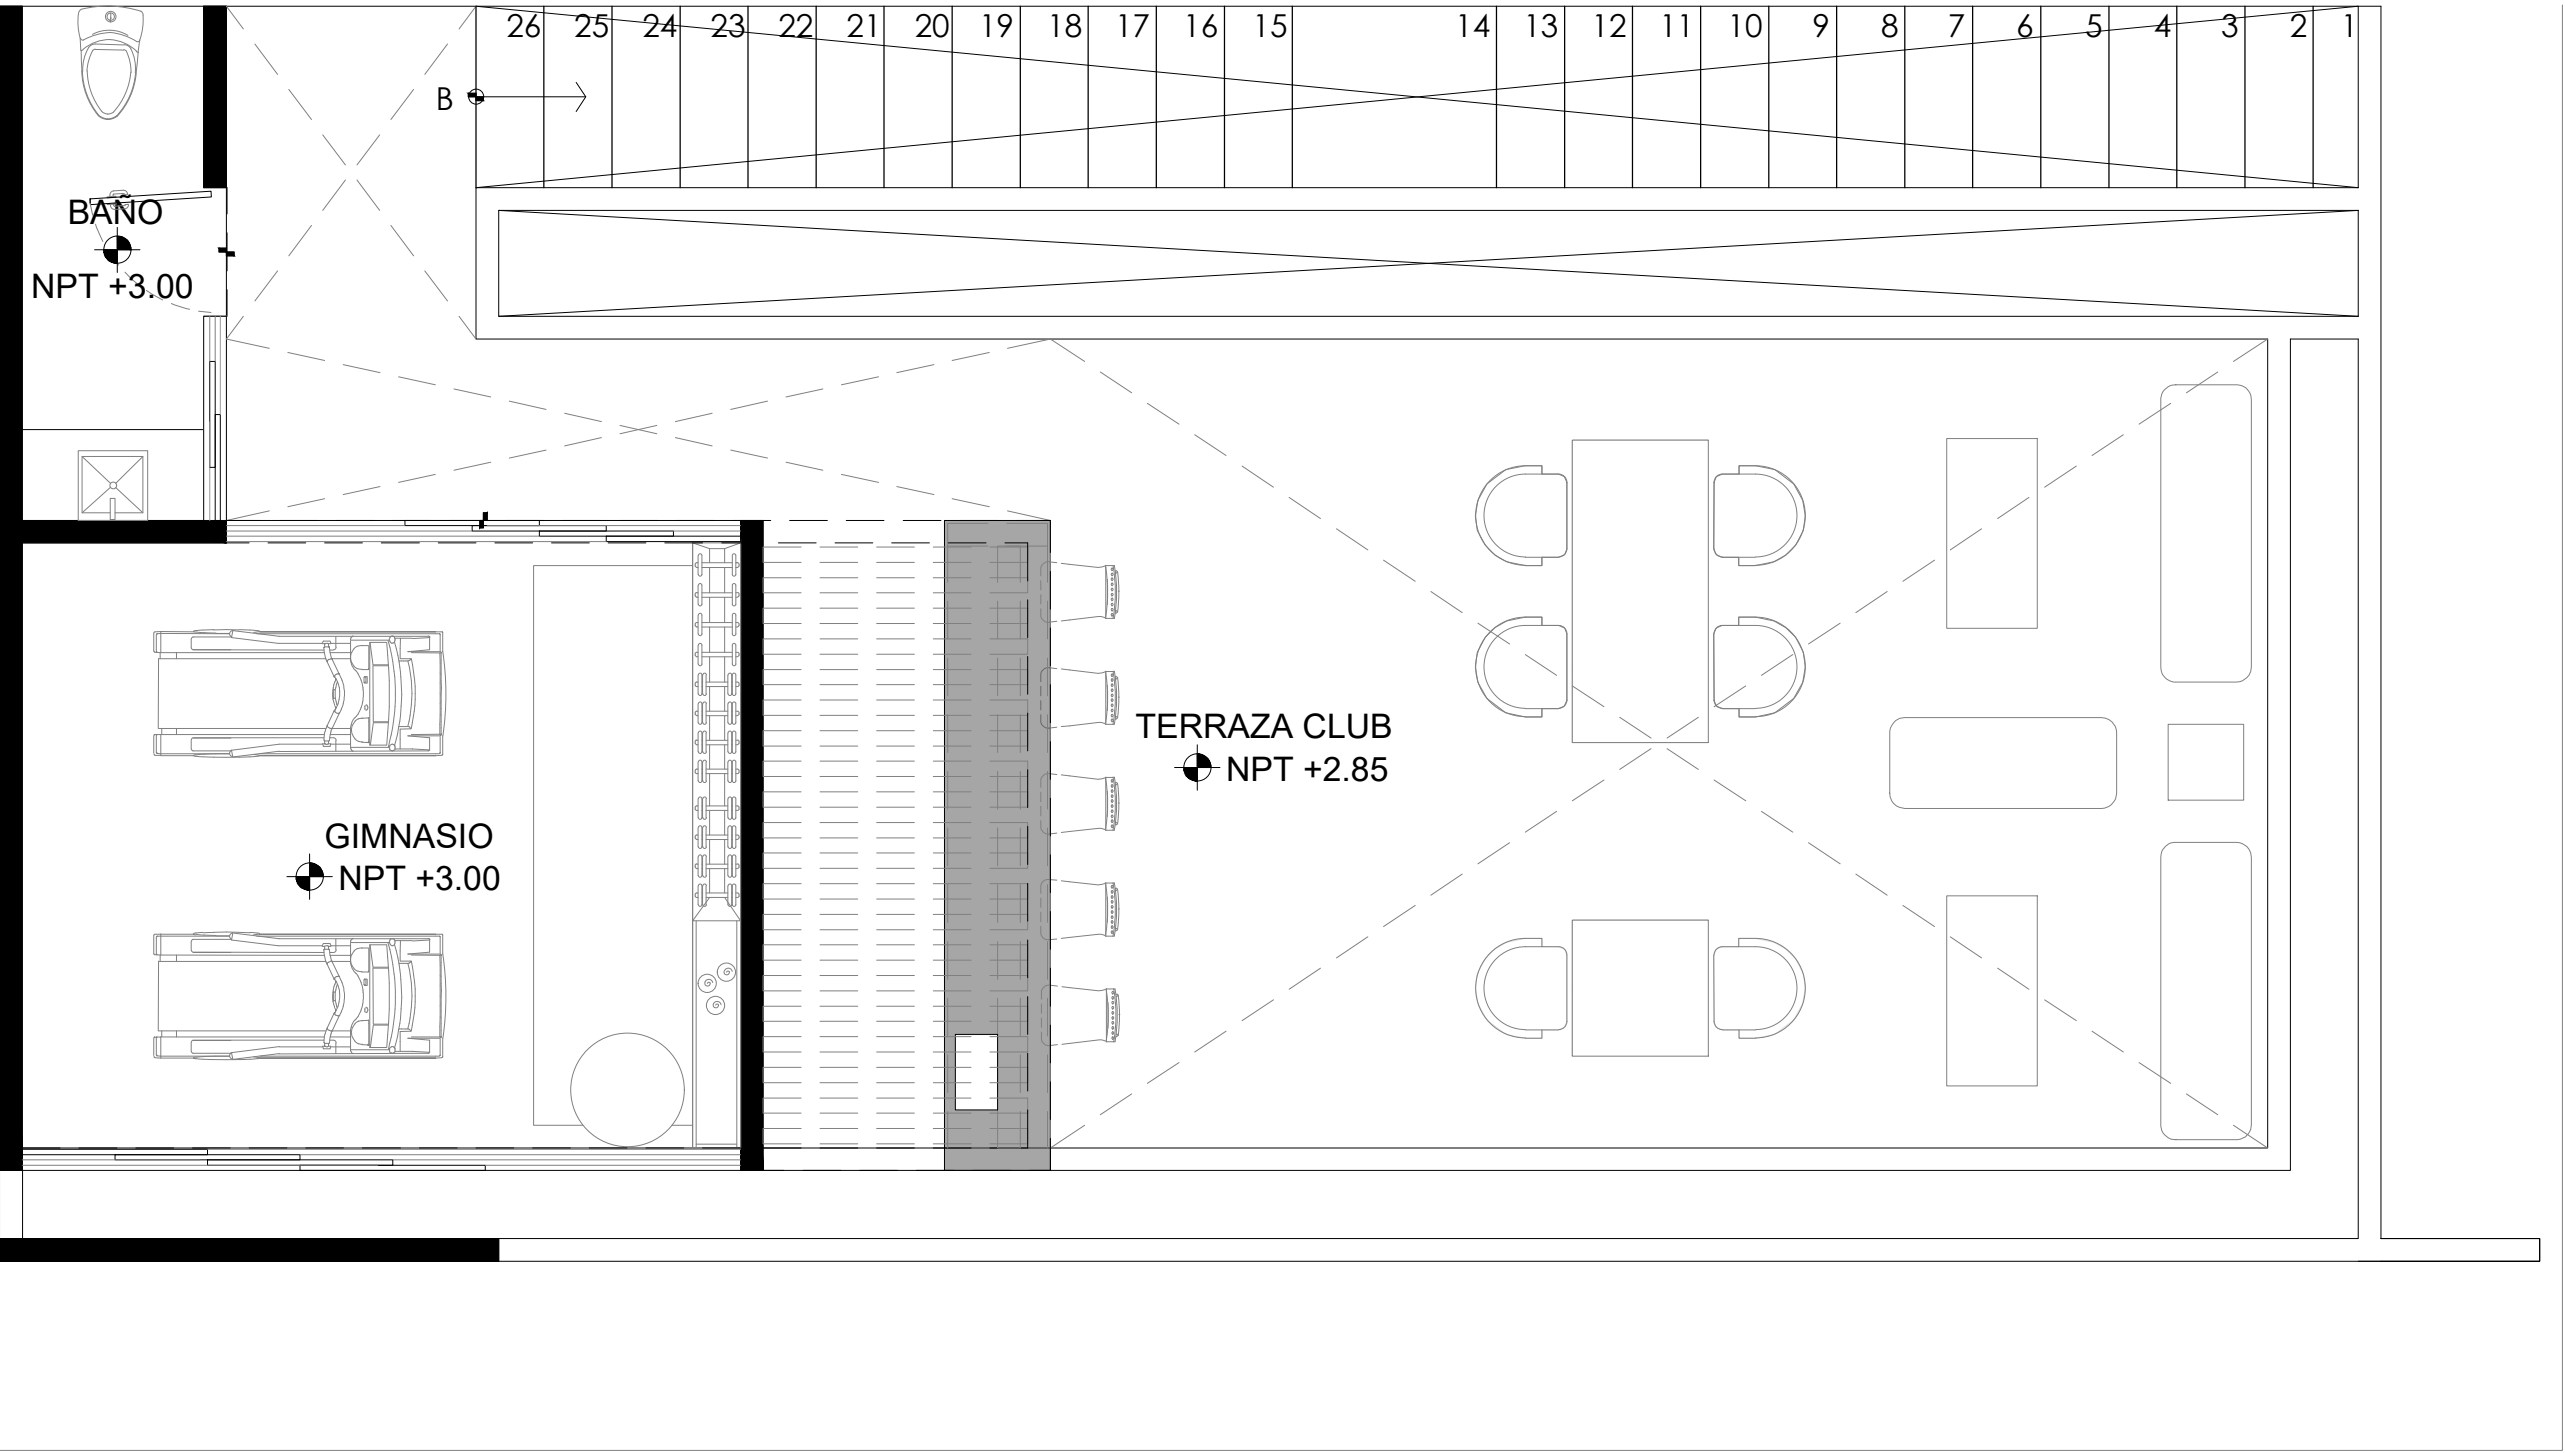 26 25 24 23 22 21 20 19 18 17 16 15 14 13 12 11 10 9 8 7 6 5 4 3 2 1
B
BAÑO
NPT +3.00
TERRAZA CLUB
NPT +2.85
GIMNASIO
NPT +3.00